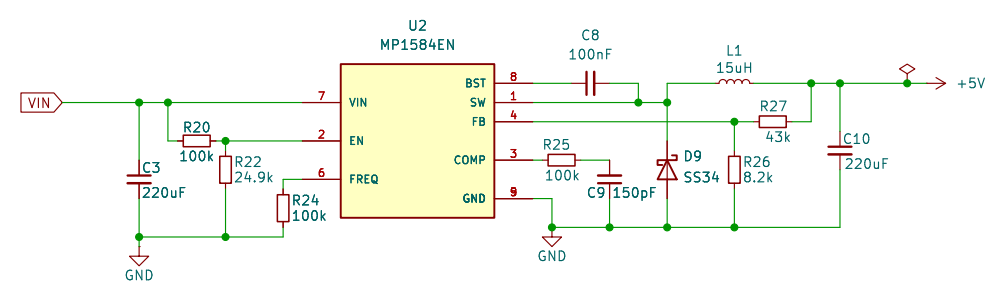 U2
MP1584EN
C8
100nF
L1
15uH
VIN
7
VIN
BST
8
SW
1
FB
4
+5V
R20
100k
2
EN
R27
43k
R22
24.9k
C3
220uF
6
FREQ
COMP
3
R25
100k
D9
SS34
R26
8.2k
C10
220uF
R24
100k
GND
9
C9
150pF
GND
GND